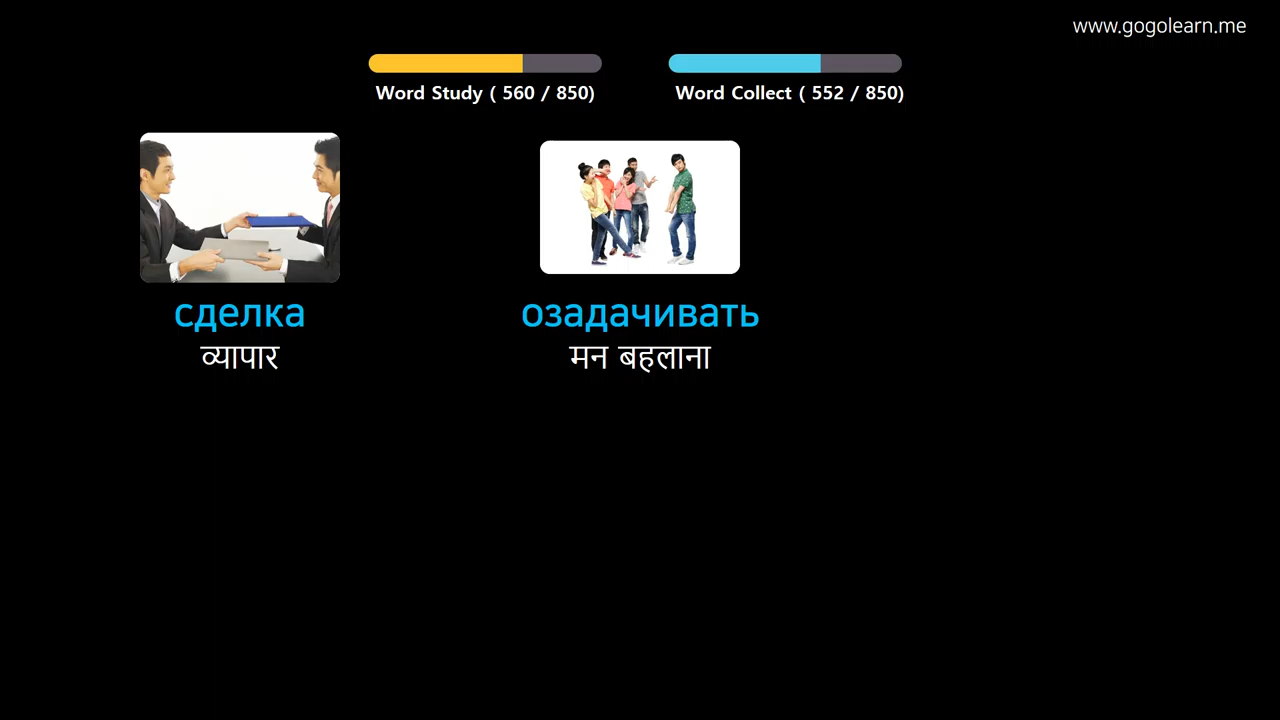 www.gogolearn.me
Word Study ( 560 / 850)
Word Collect ( 552 / 850)
сделка
व्यापार
озадачивать
मन बहलाना